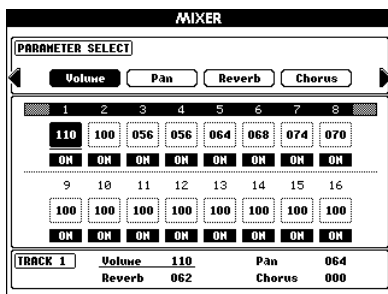 MIXER
PARAMETER SELECT
Volume Pan Reverb Chorus
1 2 3 4 5 6 7 8
110 100 056 056 064 068 074 070
ON ON ON ON ON ON ON ON
9 10 11 12 13 14 15 16
100 100 100 100 100 100 100 100
ON ON ON ON ON ON ON ON
TRACK 1 Volume 110 Pan 064
Reverb 062 Chorus 000